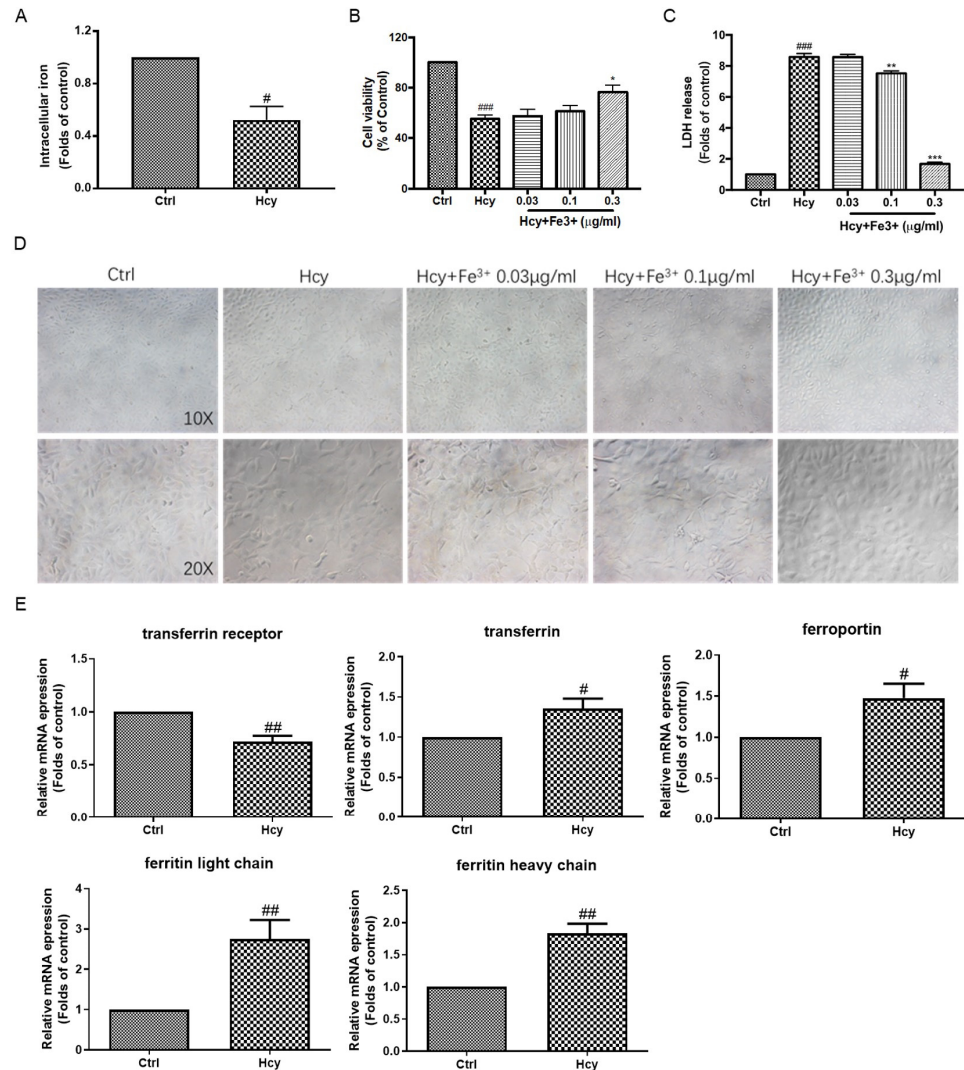 A
Intracellular iron
(Folds of control)
1.2
0.8
0.4
0.0
#
Ctrl
Hcy
B
Cell viability
(% of Control)
120
80
60
40
0
###
*
Ctrl
Hcy
0.03
0.1
0.3
Hcy+Fe3+ (μg/ml)
C
LDH release
(Folds of control)
10
8
6
4
2
0
###
**
***
Ctrl
Hcy
0.03
0.1
0.3
Hcy+Fe3+ (μg/ml)
D
Ctrl
Hcy
Hcy+Fe³⁺ 0.03μg/ml
Hcy+Fe³⁺ 0.1μg/ml
Hcy+Fe³⁺ 0.3μg/ml
10X
20X
E
transferrin receptor
Relative mRNA epression
(Folds of control)
1.5
1.0
0.5
0.0
##
Ctrl
Hcy
transferrin
Relative mRNA epression
(Folds of control)
2.0
1.5
1.0
0.5
0.0
#
Ctrl
Hcy
ferroportin
Relative mRNA epression
(Folds of control)
2.0
1.5
1.0
0.5
0.0
#
Ctrl
Hcy
ferritin light chain
Relative mRNA epression
(Folds of control)
4
3
2
1
0
##
Ctrl
Hcy
ferritin heavy chain
Relative mRNA epression
(Folds of control)
2.5
2.0
1.5
1.0
0.5
0.0
##
Ctrl
Hcy